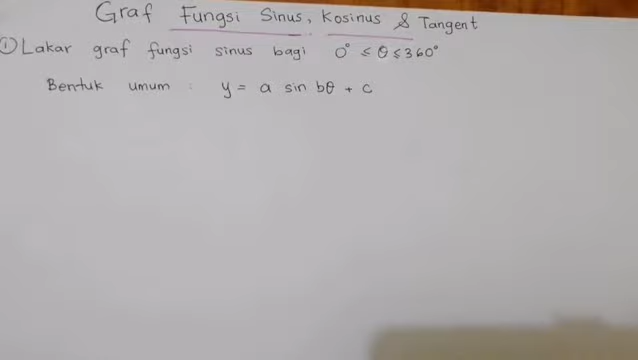 Graf Fungsi Sinus, Kosinus & Tangent
① Lakar graf fungsi sinus bagi 0° ≤ θ ≤ 360°
Bentuk umum : y = a sin bθ + c